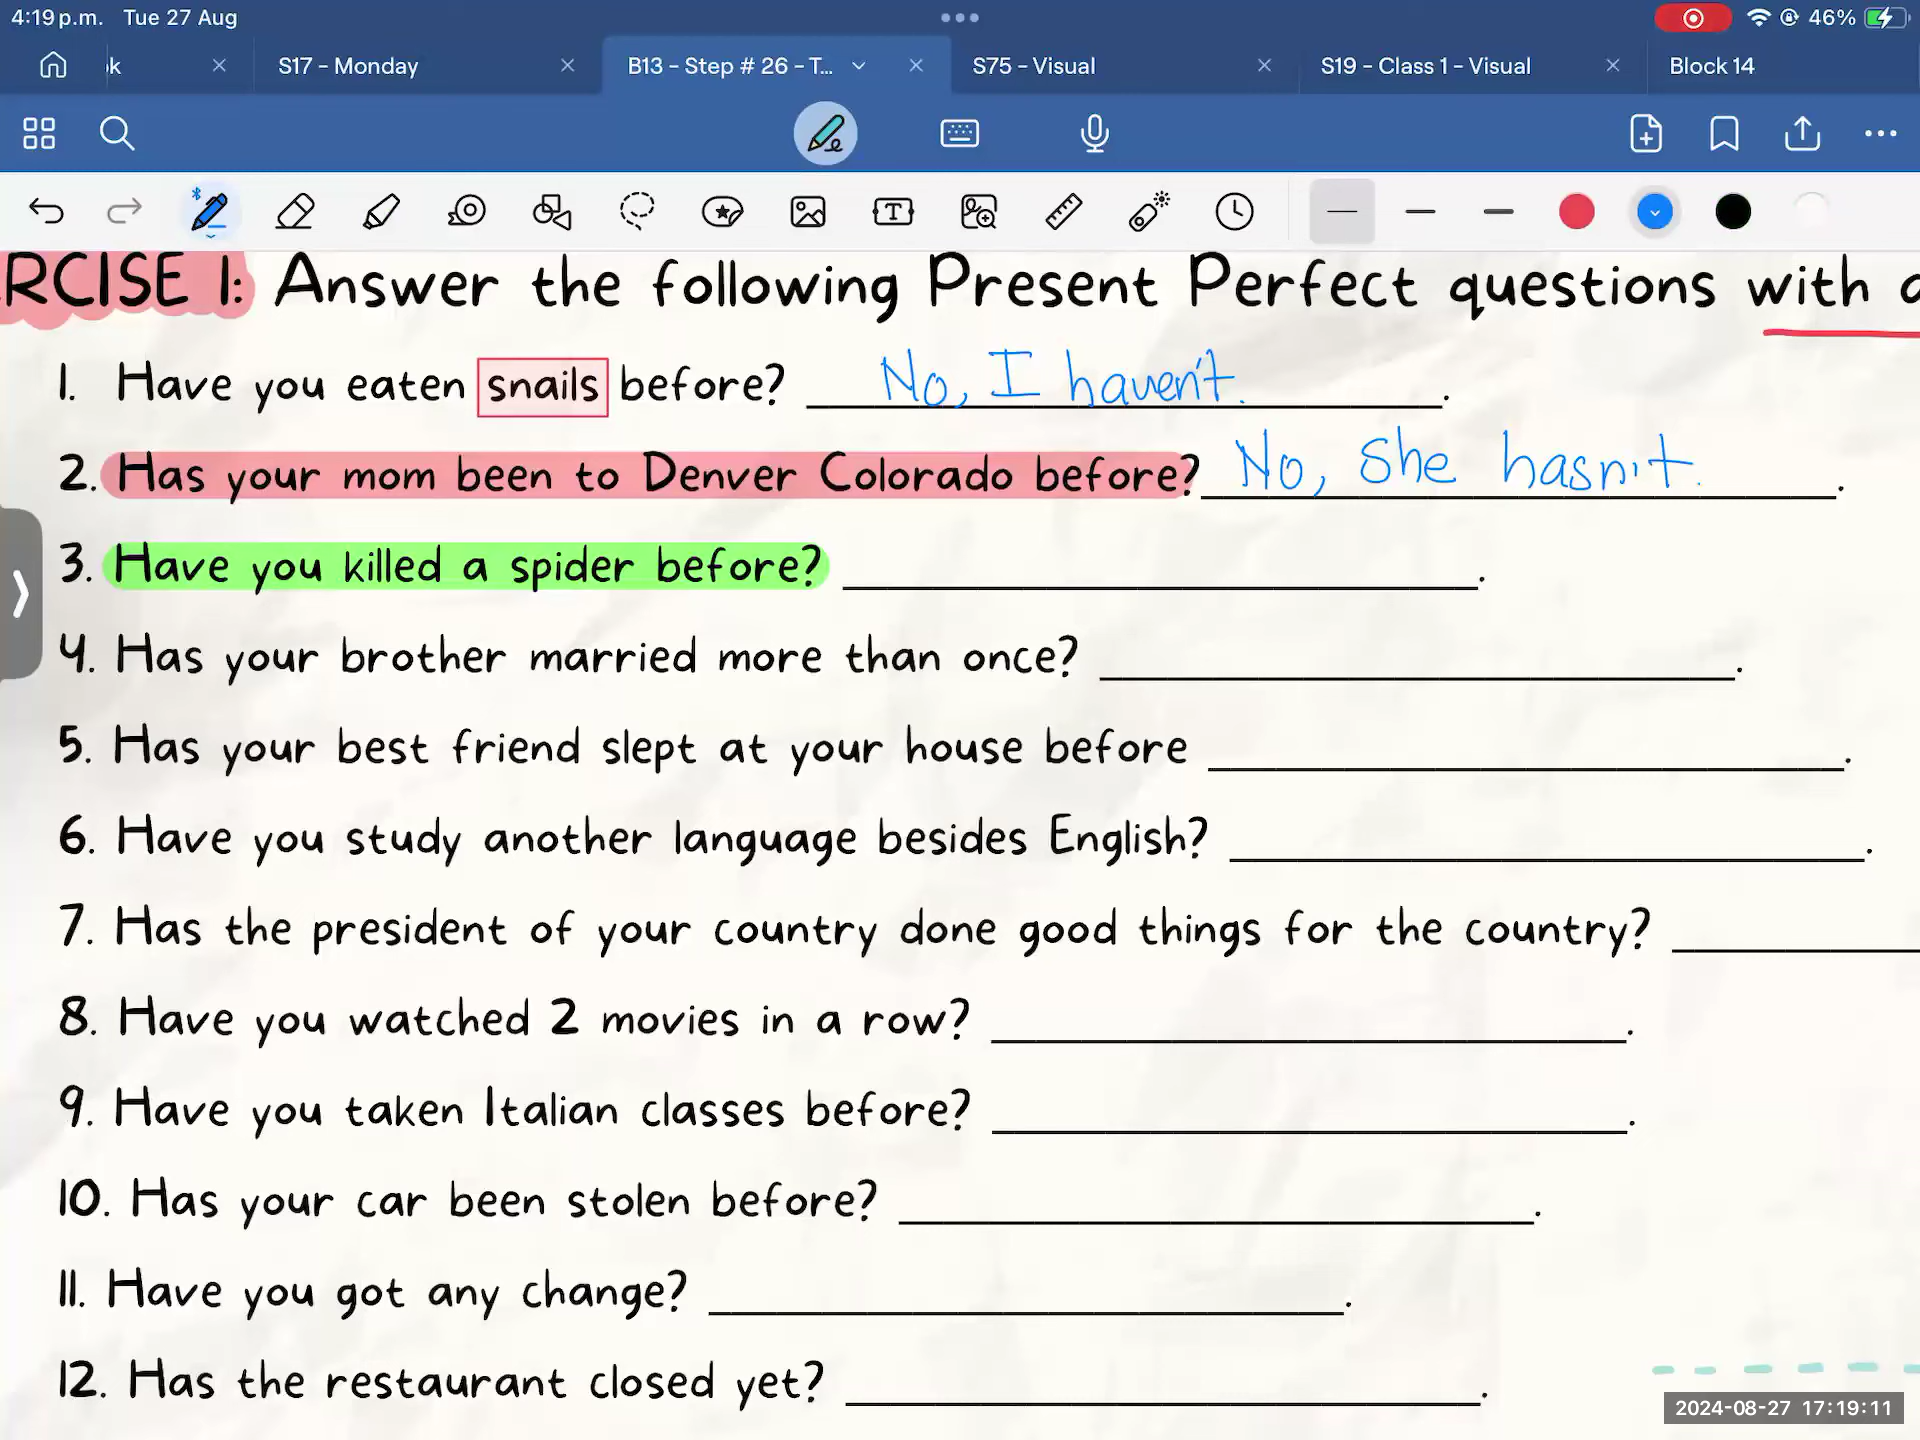 4:19 p.m. Tue 27 Aug
46%
k
S17 - Monday
B13 - Step # 26 - T...
S75 - Visual
S19 - Class 1 - Visual
Block 14
RCISE 1: Answer the following Present Perfect questions with
1. Have you eaten snails before? No, I haven't.
2. Has your mom been to Denver Colorado before? No, She hasn't.
3. Have you killed a spider before? .
4. Has your brother married more than once? .
5. Has your best friend slept at your house before .
6. Have you study another language besides English? .
7. Has the president of your country done good things for the country?
8. Have you watched 2 movies in a row? .
9. Have you taken Italian classes before? .
10. Has your car been stolen before? .
11. Have you got any change? .
12. Has the restaurant closed yet? .
2024-08-27 17:19:11